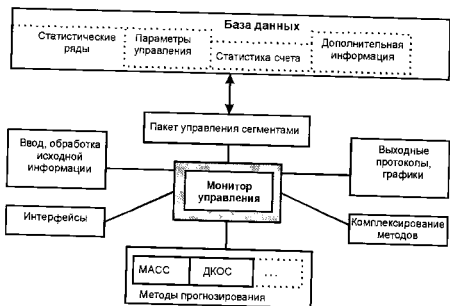 База данных
Статистические
ряды
Параметры
управления
Статистика счета
Дополнительная
информация
Пакет управления сегментами
Ввод, обработка
исходной
информации
Выходные
протоколы,
графики
Монитор
управления
Интерфейсы
Комплексирование
методов
МАСС
ДКОС
...
Методы прогнозирования